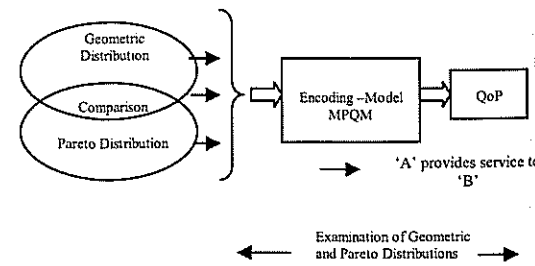 Geometric
Distribution
Comparison
Pareto Distribution
Encoding –Model
MPQM
QoP
'A' provides service to
'B'
Examination of Geometric
and Pareto Distributions